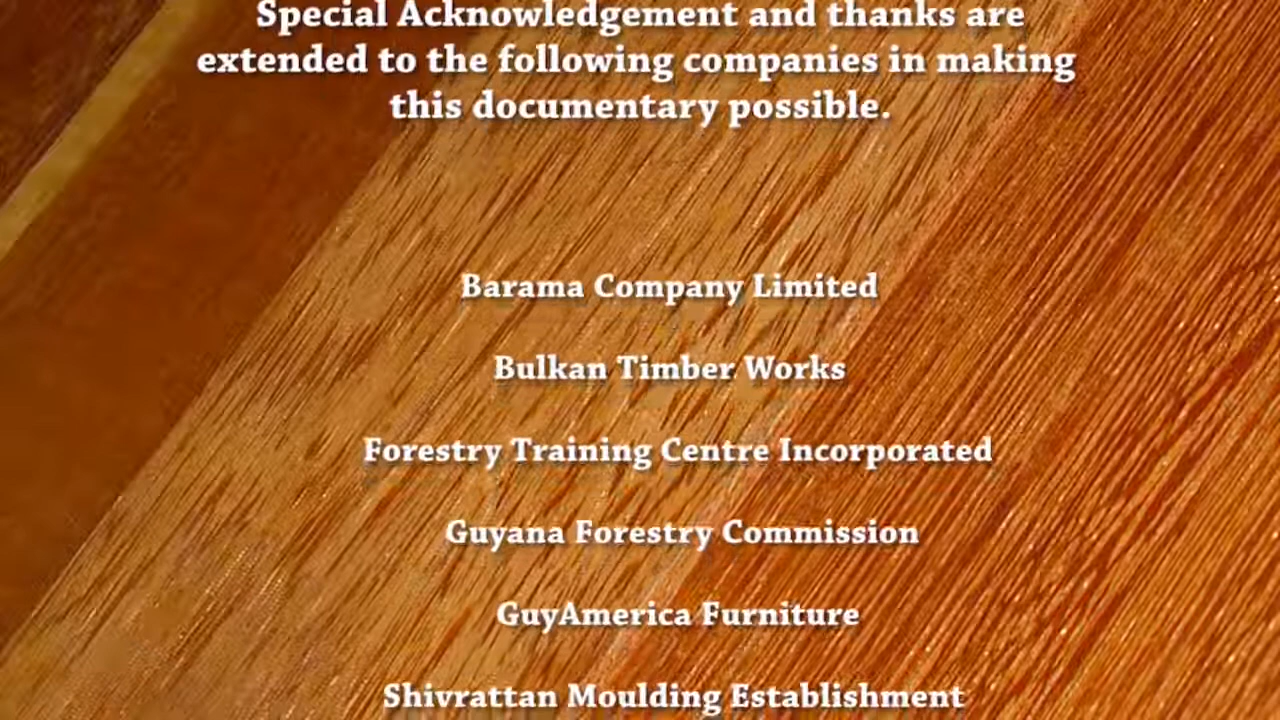 Special Acknowledgement and thanks are
extended to the following companies in making
this documentary possible.
Barama Company Limited
Bulkan Timber Works
Forestry Training Centre Incorporated
Guyana Forestry Commission
GuyAmerica Furniture
Shivrattan Moulding Establishment